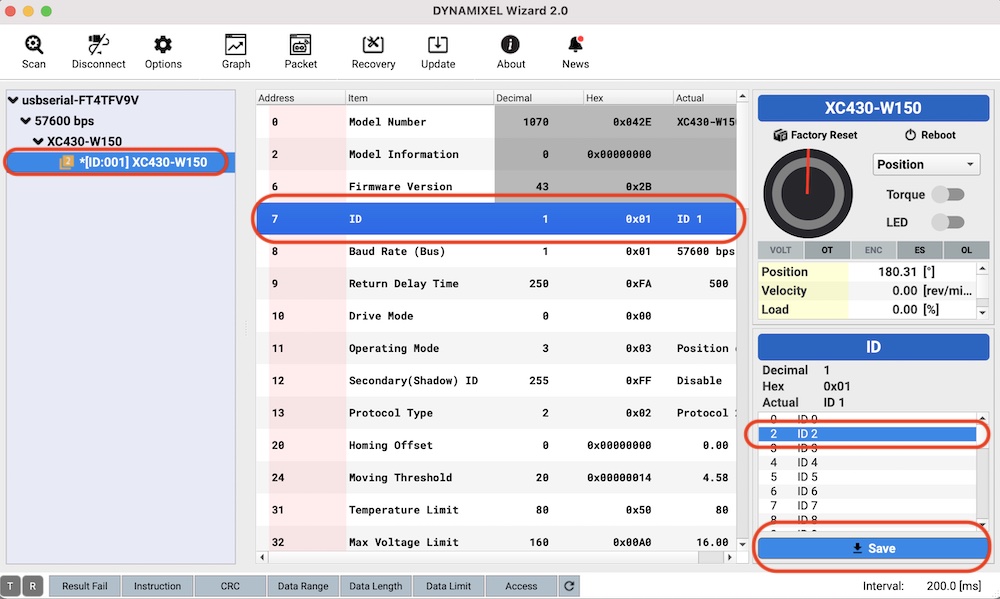 DYNAMIXEL Wizard 2.0
Scan Disconnect Options Graph Packet Recovery Update About News
usbserial-FT4TFV9V
57600 bps
XC430-W150
2 *[ID:001] XC430-W150
Address Item Decimal Hex Actual
0 Model Number 1070 0x042E XC430-W15
2 Model Information 0 0x00000000
6 Firmware Version 43 0x2B
7 ID 1 0x01 ID 1
8 Baud Rate (Bus) 1 0x01 57600 bps
9 Return Delay Time 250 0xFA 500
10 Drive Mode 0 0x00
11 Operating Mode 3 0x03 Position
12 Secondary(Shadow) ID 255 0xFF Disable
13 Protocol Type 2 0x02 Protocol
20 Homing Offset 0 0x00000000 0.00
24 Moving Threshold 20 0x00000014 4.58
31 Temperature Limit 80 0x50 80
32 Max Voltage Limit 160 0x00A0 16.00
XC430-W150
Factory Reset Reboot
Position
Torque
LED
VOLT OT ENC ES OL
Position 180.31 [°]
Velocity 0.00 [rev/mi...
Load 0.00 [%]
ID
Decimal 1
Hex 0x01
Actual ID 1
0 ID 0
2 ID 2
3 ID 3
4 ID 4
5 ID 5
6 ID 6
7 ID 7
8 ID 8
Save
T R Result Fail Instruction CRC Data Range Data Length Data Limit Access
Interval: 200.0 [ms]